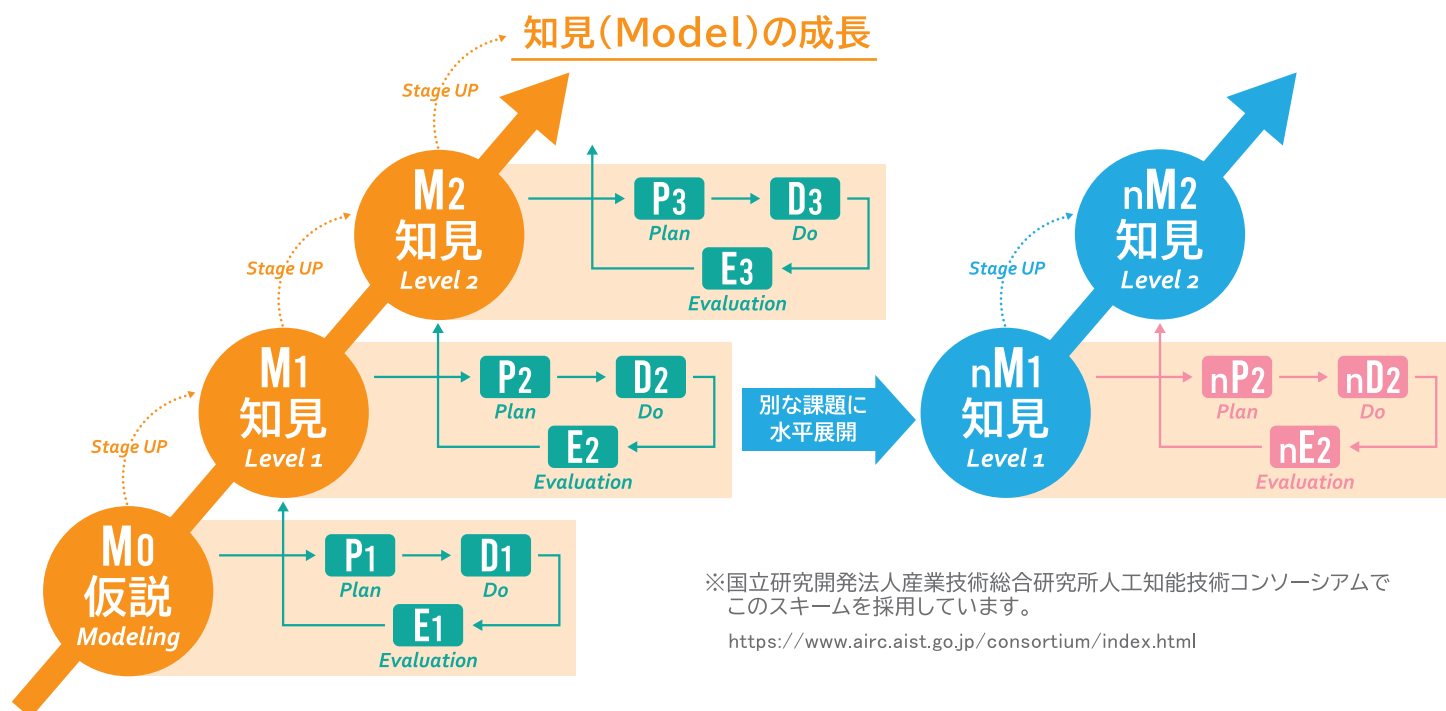 知見(Model)の成長
Stage UP
M2
知見
Level 2
P3
Plan
D3
Do
E3
Evaluation
Stage UP
M1
知見
Level 1
P2
Plan
D2
Do
E2
Evaluation
Stage UP
M0
仮説
Modeling
P1
Plan
D1
Do
E1
Evaluation
別な課題に
水平展開
nM2
知見
Level 2
Stage UP
nM1
知見
Level 1
nP2
Plan
nD2
Do
nE2
Evaluation
※国立研究開発法人産業技術総合研究所人工知能技術コンソーシアムで
このスキームを採用しています。
https://www.airc.aist.go.jp/consortium/index.html